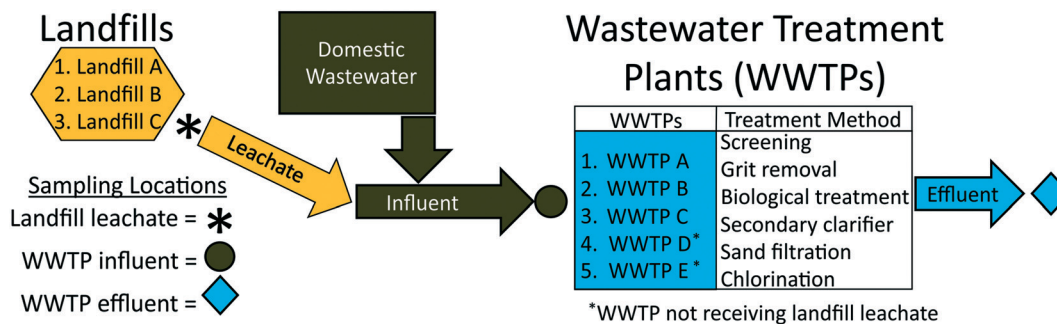 Landfills
1. Landfill A
2. Landfill B
3. Landfill C
*
Leachate
Sampling Locations
Landfill leachate = *
WWTP influent =
WWTP effluent =
Domestic
Wastewater
Influent
Wastewater Treatment
Plants (WWTPs)
WWTPs
1. WWTP A
2. WWTP B
3. WWTP C
4. WWTP D*
5. WWTP E*
Treatment Method
Screening
Grit removal
Biological treatment
Secondary clarifier
Sand filtration
Chlorination
Effluent
*WWTP not receiving landfill leachate